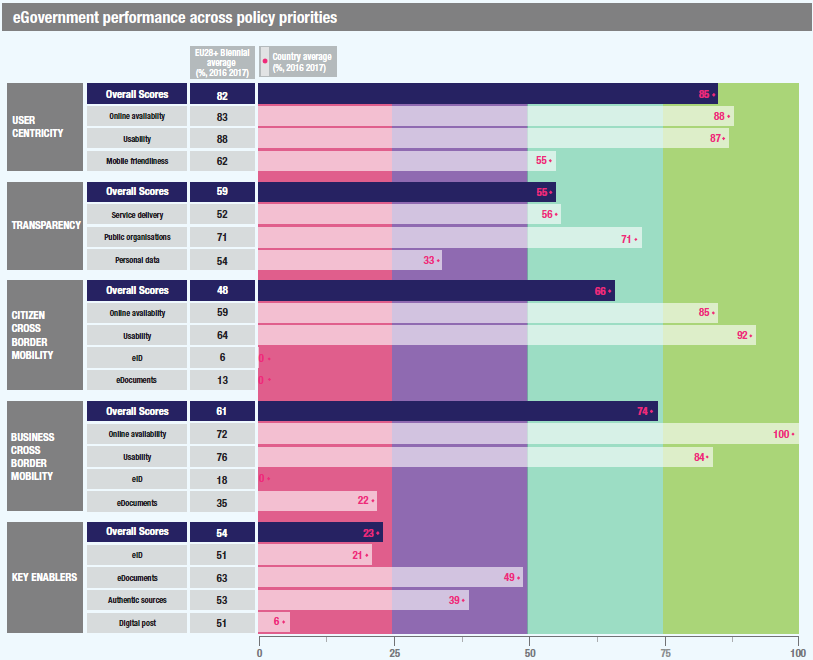 eGovernment performance across policy priorities
EU28+ Biennial
average
(%, 2016 2017)
Country average
(%, 2016 2017)
USER
CENTRICITY
Overall Scores 82 85
Online availability 83 88
Usability 88 87
Mobile friendliness 62 55
TRANSPARENCY
Overall Scores 59 55
Service delivery 52 56
Public organisations 71 71
Personal data 54 33
CITIZEN
CROSS
BORDER
MOBILITY
Overall Scores 48 66
Online availability 59 85
Usability 64 92
eID 6 0
eDocuments 13 0
BUSINESS
CROSS
BORDER
MOBILITY
Overall Scores 61 74
Online availability 72 100
Usability 76 84
eID 18 0
eDocuments 35 22
KEY ENABLERS
Overall Scores 54 23
eID 51 21
eDocuments 63 49
Authentic sources 53 39
Digital post 51 6
0 25 50 75 100